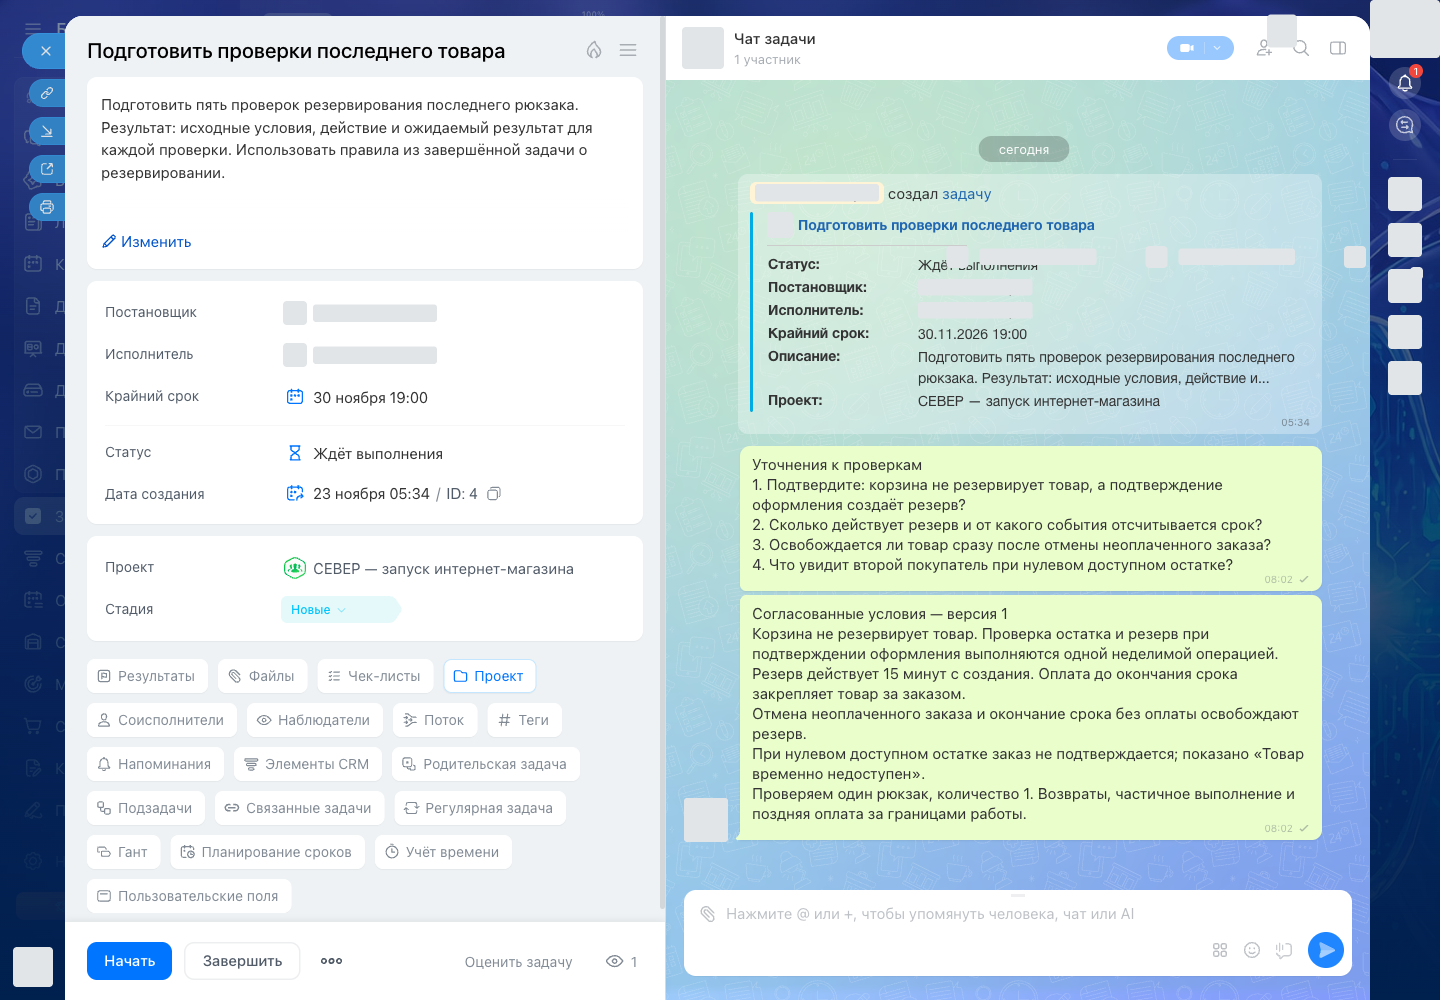 100%
Подготовить проверки последнего товара
Подготовить пять проверок резервирования последнего рюкзака.
Результат: исходные условия, действие и ожидаемый результат для
каждой проверки. Использовать правила из завершённой задачи о
резервировании.
Изменить
Постановщик
Исполнитель
Крайний срок
30 ноября 19:00
Статус
Ждёт выполнения
Дата создания
23 ноября 05:34 / ID: 4
Проект
СЕВЕР — запуск интернет-магазина
Стадия
Новые
Результаты
Файлы
Чек-листы
Проект
Соисполнители
Наблюдатели
Поток
Теги
Напоминания
Элементы CRM
Родительская задача
Подзадачи
Связанные задачи
Регулярная задача
Гант
Планирование сроков
Учёт времени
Пользовательские поля
Начать
Завершить
Оценить задачу
1
Чат задачи
1 участник
1
сегодня
создал задачу
Подготовить проверки последнего товара
Статус:
Ждёт выполнения
Постановщик:
Исполнитель:
Крайний срок:
30.11.2026 19:00
Описание:
Подготовить пять проверок резервирования последнего
рюкзака. Результат: исходные условия, действие и...
Проект:
СЕВЕР — запуск интернет-магазина
05:34
Уточнения к проверкам
1. Подтвердите: корзина не резервирует товар, а подтверждение
оформления создаёт резерв?
2. Сколько действует резерв и от какого события отсчитывается срок?
3. Освобождается ли товар сразу после отмены неоплаченного заказа?
4. Что увидит второй покупатель при нулевом доступном остатке?
08:02
Согласованные условия — версия 1
Корзина не резервирует товар. Проверка остатка и резерв при
подтверждении оформления выполняются одной неделимой операцией.
Резерв действует 15 минут с создания. Оплата до окончания срока
закрепляет товар за заказом.
Отмена неоплаченного заказа и окончание срока без оплаты освобождают
резерв.
При нулевом доступном остатке заказ не подтверждается; показано «Товар
временно недоступен».
Проверяем один рюкзак, количество 1. Возвраты, частичное выполнение и
поздняя оплата за границами работы.
08:02
Нажмите @ или +, чтобы упомянуть человека, чат или AI